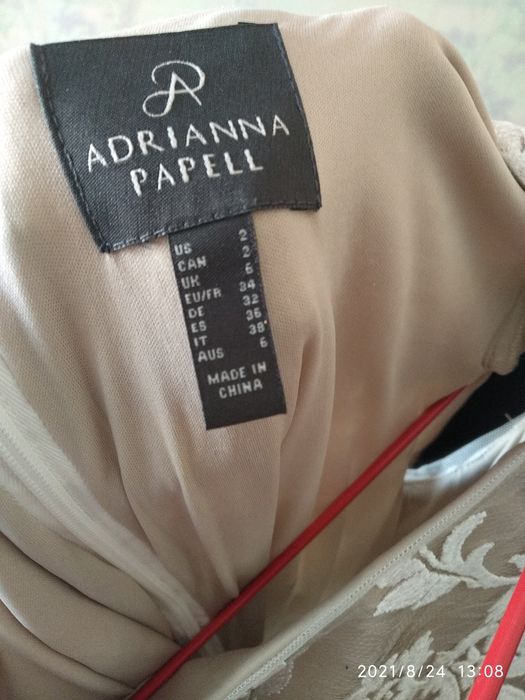 ADRIANNA
PAPELL
US 2
CAN 2
UK 6
EU/FR 34
DE 32
ES 36
IT 38
AUS 6
MADE IN
CHINA
2021/8/24 13:08